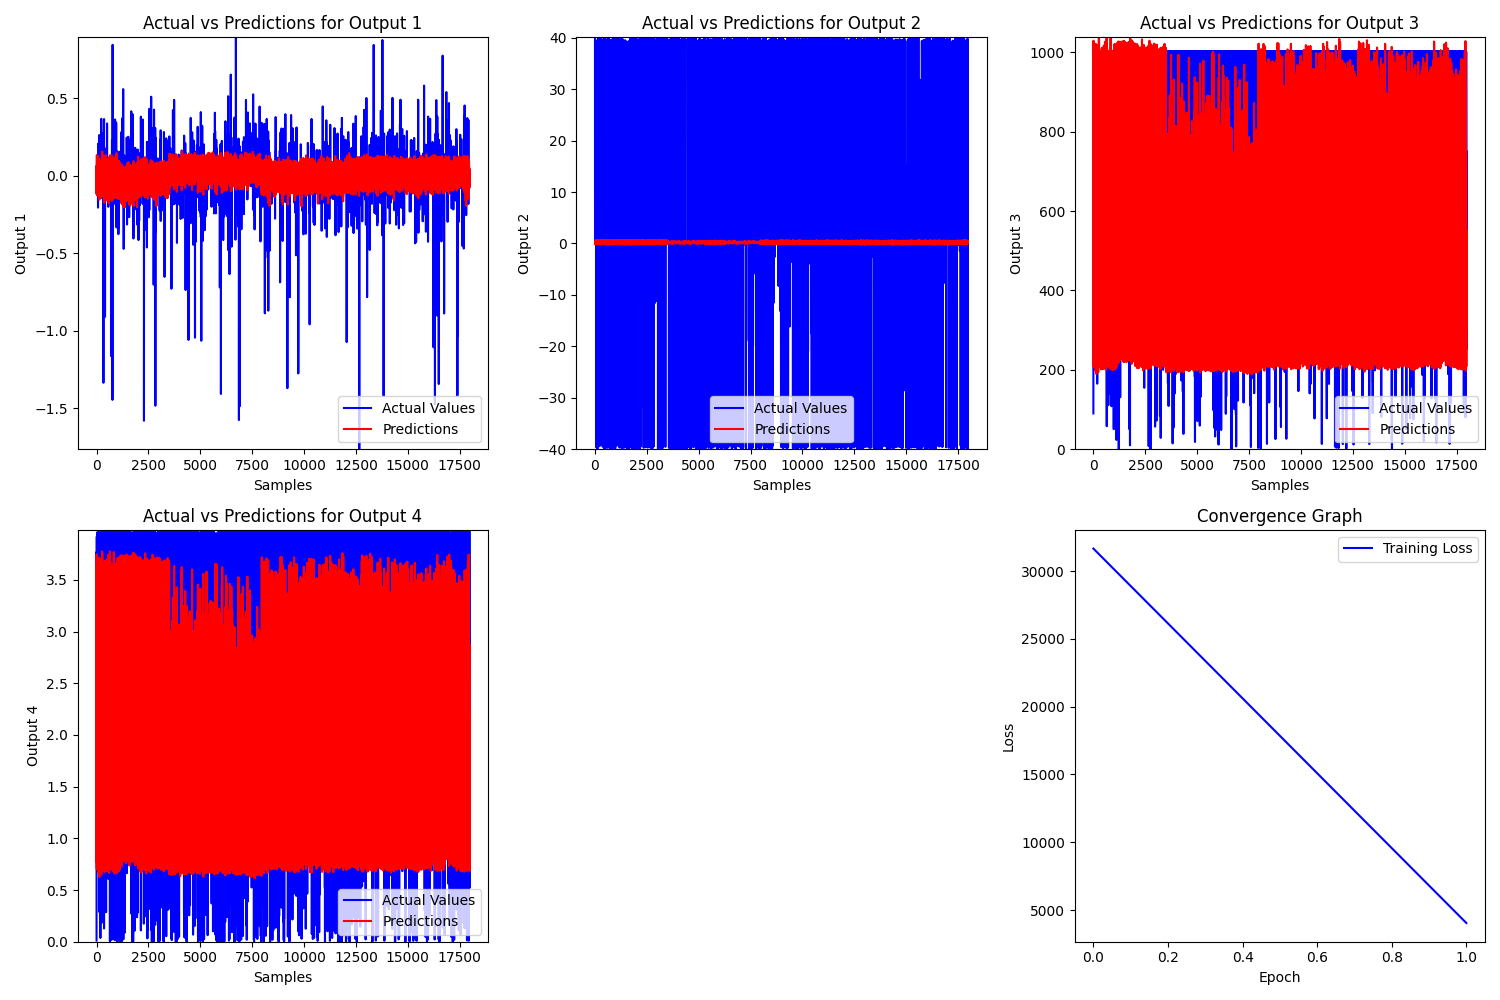 Actual vs Predictions for Output 1
Output 1
0.5
0.0
−0.5
−1.0
−1.5
0 2500 5000 7500 10000 12500 15000 17500
Samples
Actual Values
Predictions
Actual vs Predictions for Output 2
Output 2
40
30
20
10
0
−10
−20
−30
−40
0 2500 5000 7500 10000 12500 15000 17500
Samples
Actual Values
Predictions
Actual vs Predictions for Output 3
Output 3
1000
800
600
400
200
0
0 2500 5000 7500 10000 12500 15000 17500
Samples
Actual Values
Predictions
Actual vs Predictions for Output 4
Output 4
3.5
3.0
2.5
2.0
1.5
1.0
0.5
0.0
0 2500 5000 7500 10000 12500 15000 17500
Samples
Actual Values
Predictions
Convergence Graph
Loss
30000
25000
20000
15000
10000
5000
0.0 0.2 0.4 0.6 0.8 1.0
Epoch
Training Loss